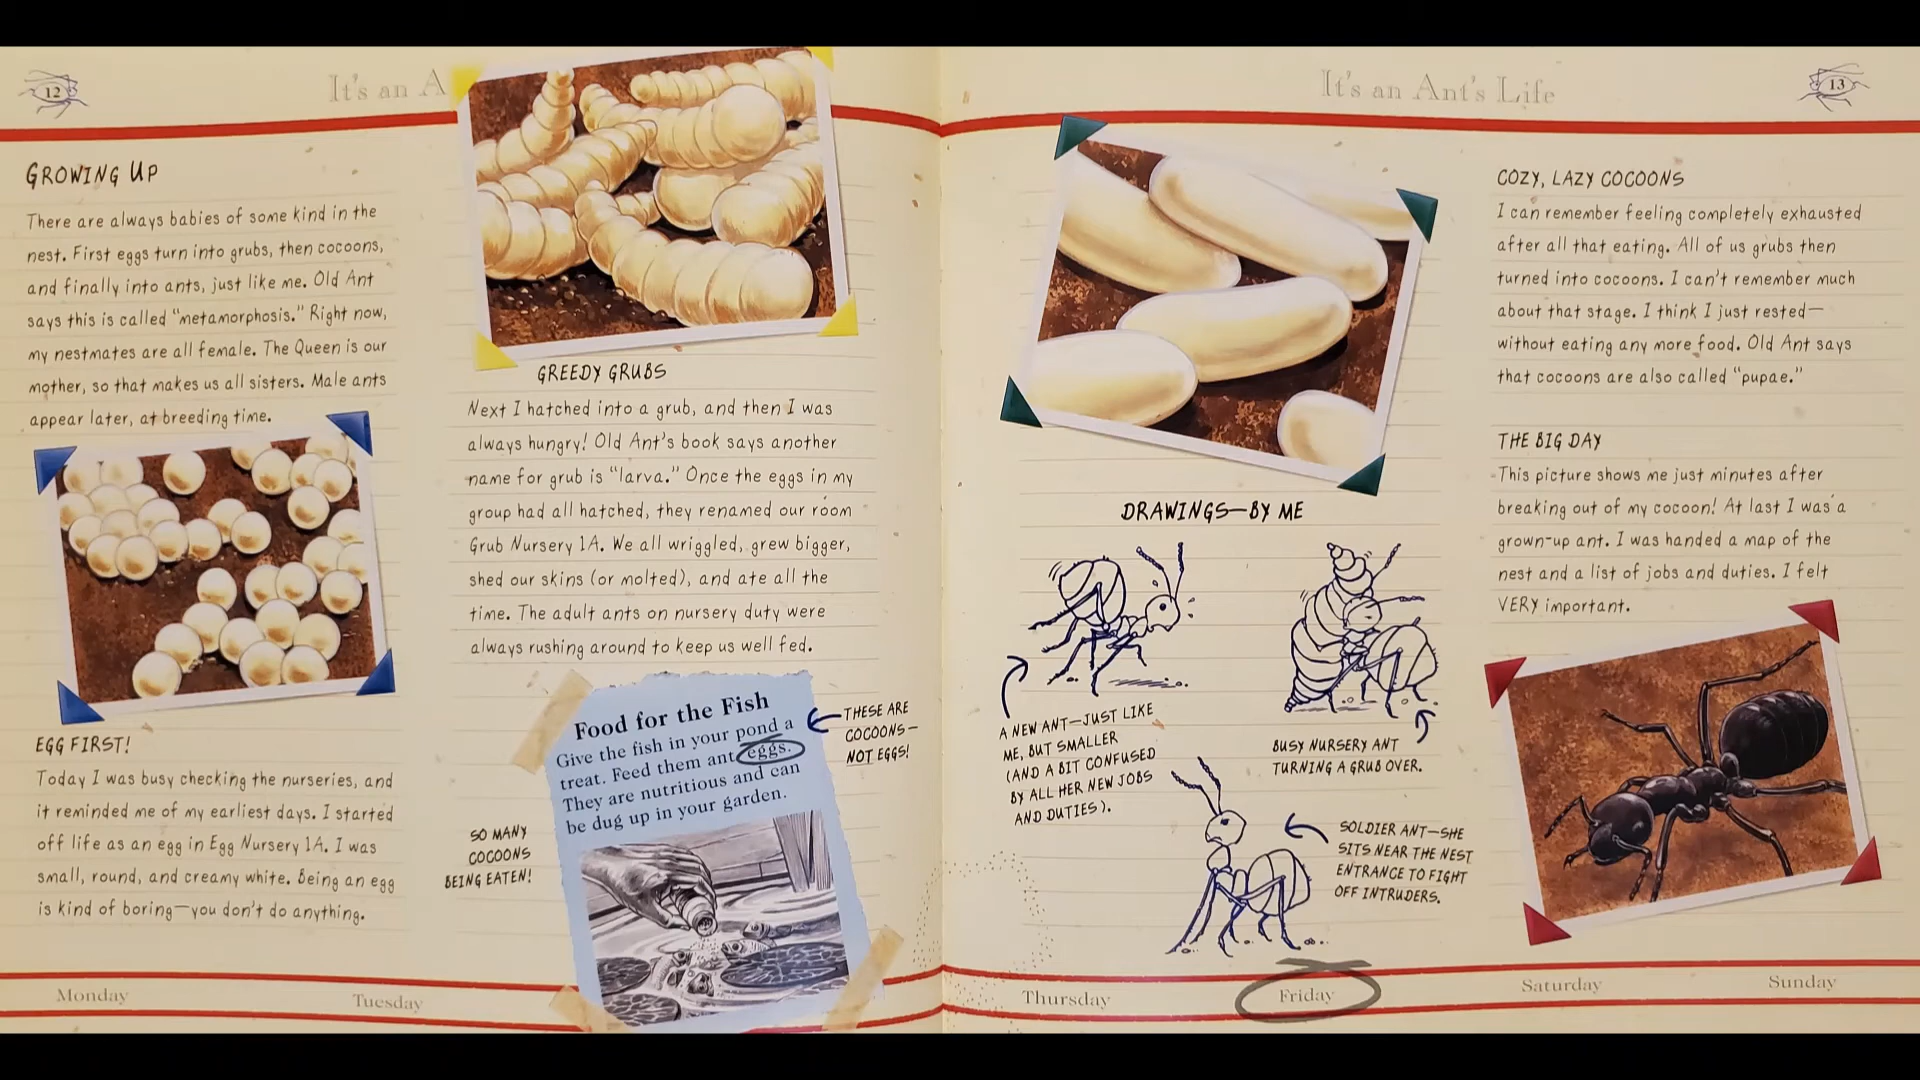 12
It's an A
GROWING UP
There are always babies of some kind in the
nest. First eggs turn into grubs, then cocoons,
and finally into ants, just like me. Old Ant
says this is called "metamorphosis." Right now,
my nestmates are all female. The Queen is our
mother, so that makes us all sisters. Male ants
appear later, at breeding time.
EGG FIRST!
Today I was busy checking the nurseries, and
it reminded me of my earliest days. I started
off life as an egg in Egg Nursery 1A. I was
small, round, and creamy white. Being an egg
is kind of boring—you don't do anything.
GREEDY GRUBS
Next I hatched into a grub, and then I was
always hungry! Old Ant's book says another
name for grub is "larva." Once the eggs in my
group had all hatched, they renamed our room
Grub Nursery 1A. We all wriggled, grew bigger,
shed our skins (or molted), and ate all the
time. The adult ants on nursery duty were
always rushing around to keep us well fed.
Food for the Fish
Give the fish in your pond a
treat. Feed them ant eggs.
They are nutritious and can
be dug up in your garden.
THESE ARE
COCOONS—
NOT EGGS!
SO MANY
COCOONS
BEING EATEN!
Monday
Tuesday
It's an Ant's Life
13
DRAWINGS—BY ME
A NEW ANT—JUST LIKE
ME, BUT SMALLER
(AND A BIT CONFUSED
BY ALL HER NEW JOBS
AND DUTIES).
BUSY NURSERY ANT
TURNING A GRUB OVER.
SOLDIER ANT—SHE
SITS NEAR THE NEST
ENTRANCE TO FIGHT
OFF INTRUDERS.
COZY, LAZY COCOONS
I can remember feeling completely exhausted
after all that eating. All of us grubs then
turned into cocoons. I can't remember much
about that stage. I think I just rested—
without eating any more food. Old Ant says
that cocoons are also called "pupae."
THE BIG DAY
This picture shows me just minutes after
breaking out of my cocoon! At last I was a
grown-up ant. I was handed a map of the
nest and a list of jobs and duties. I felt
VERY important.
Thursday
Friday
Saturday
Sunday